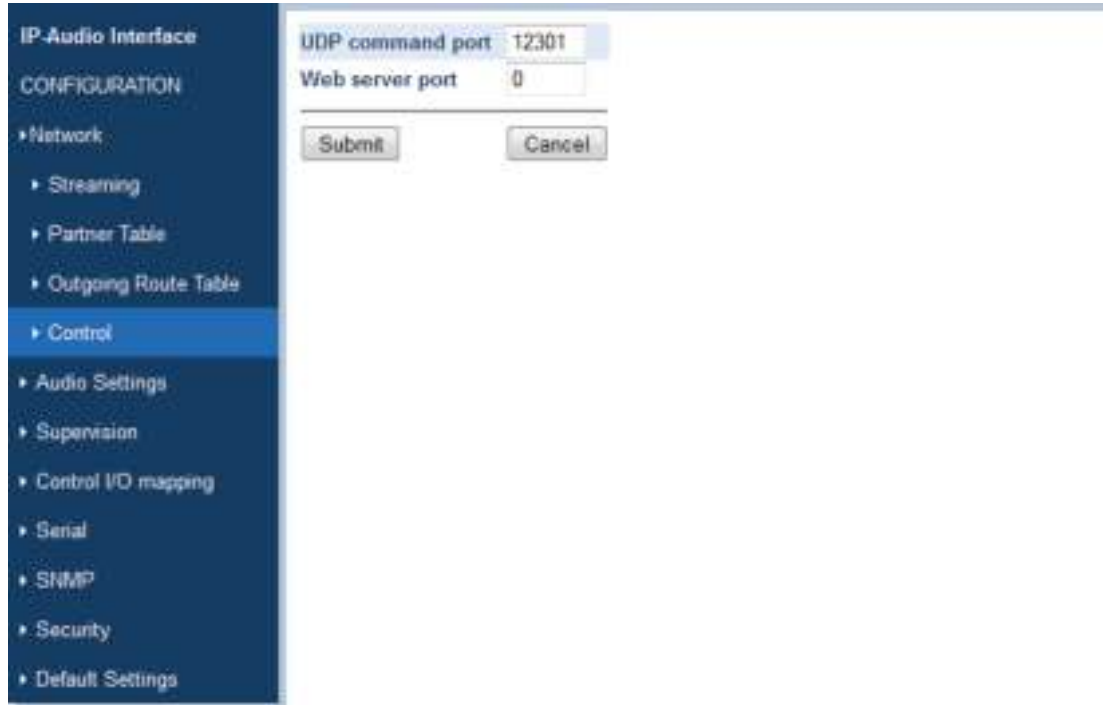 IP-Audio Interface
CONFIGURATION
Network
Streaming
Partner Table
Outgoing Route Table
Control
Audio Settings
Supervision
Control I/O mapping
Serial
SNMP
Security
Default Settings
UDP command port 12301
Web server port 0
Submit Cancel